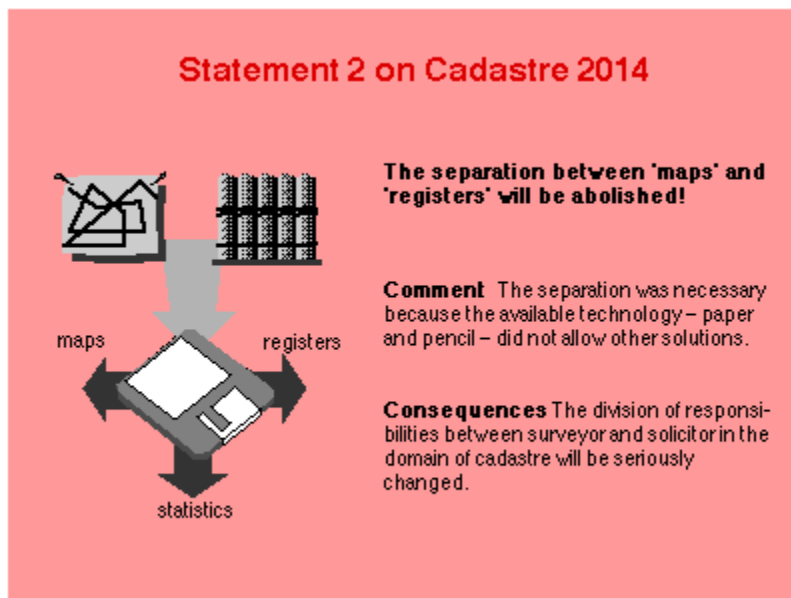 Statement 2 on Cadastre 2014
The separation between 'maps' and
'registers' will be abolished!
Comment The separation was necessary
because the available technology – paper
and pencil – did not allow other solutions.
maps
registers
Consequences The division of responsi-
bilities between surveyor and solicitor in the
domain of cadastre will be seriously
changed.
statistics